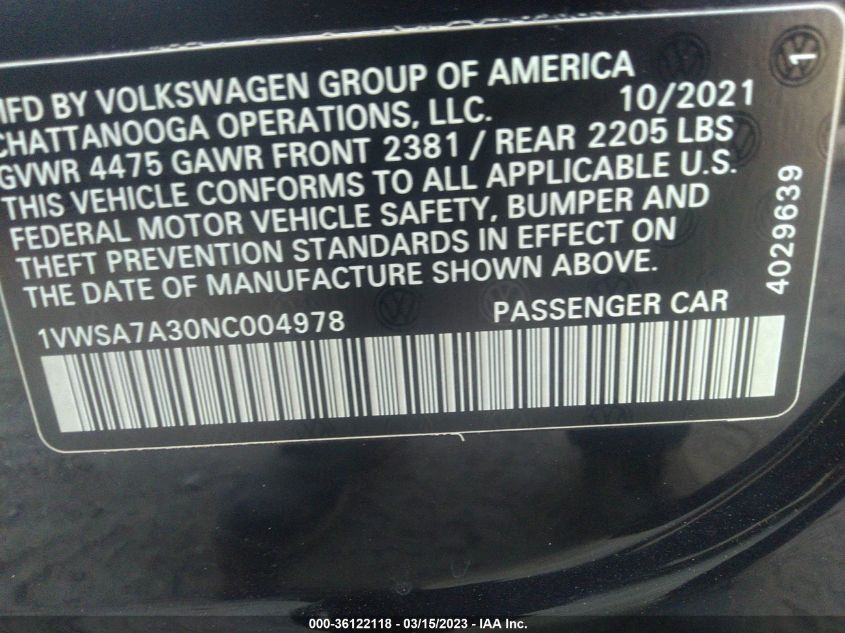 MFD BY VOLKSWAGEN GROUP OF AMERICA
CHATTANOOGA OPERATIONS, LLC. 10/2021
GVWR 4475 GAWR FRONT 2381 / REAR 2205 LBS
THIS VEHICLE CONFORMS TO ALL APPLICABLE U.S.
FEDERAL MOTOR VEHICLE SAFETY, BUMPER AND
THEFT PREVENTION STANDARDS IN EFFECT ON
THE DATE OF MANUFACTURE SHOWN ABOVE.
1VWSA7A30NC004978 PASSENGER CAR
4029639
1
000-36122118 - 03/15/2023 - IAA Inc.